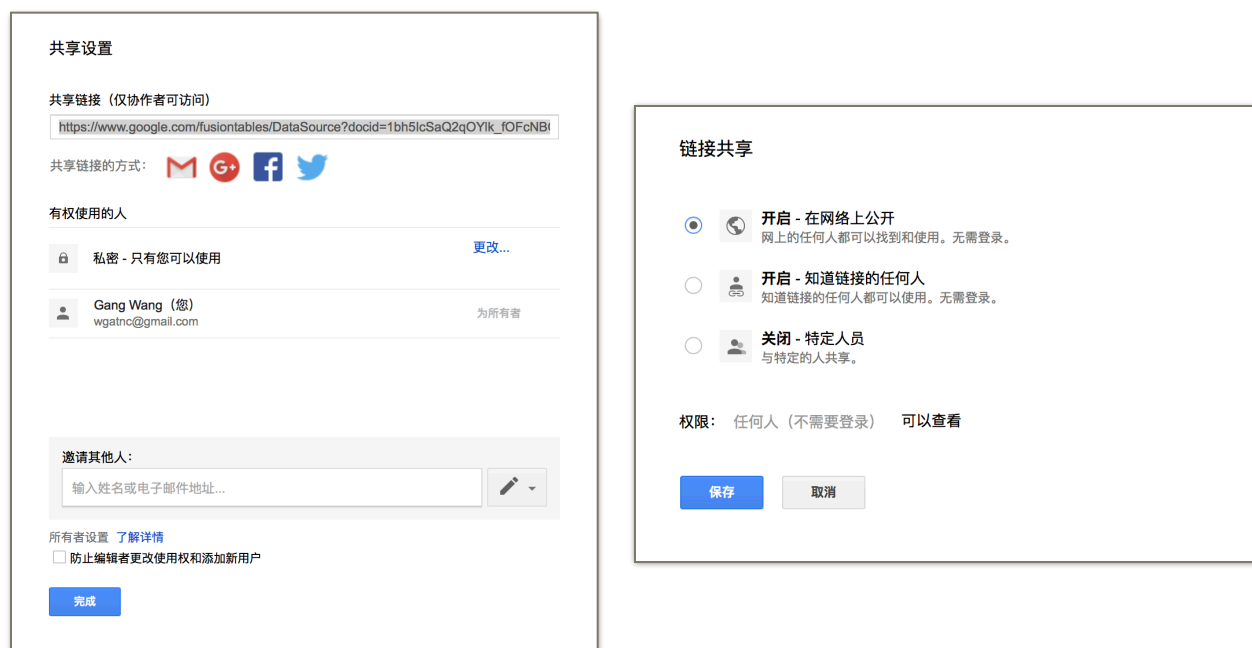 共享设置
共享链接（仅协作者可访问)
https://www.google.com/fusiontables/DataSource?docid=1bh5lcSaQ2qOYlk_fOFcNB
共享链接的方式：
G+
有权使用的人
私密 - 只有您可以使用
更改...
Gang Wang（您）
wgatnc@gmail.com
为所有者
邀请其他人：
输入姓名或电子邮件地址...
所有者设置 了解详情
防止编辑者更改使用权和添加新用户
完成
链接共享
开启 - 在网络上公开
网上的任何人都可以找到和使用。无需登录。
开启 - 知道链接的任何人
知道链接的任何人都可以使用。无需登录。
关闭 - 特定人员
与特定的人共享。
权限： 任何人（不需要登录） 可以查看
保存 取消